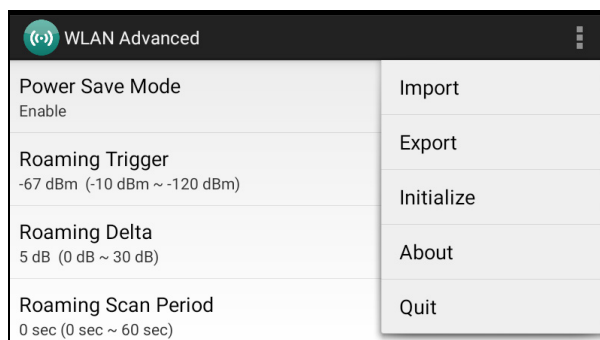 WLAN Advanced
Power Save Mode
Enable
Roaming Trigger
-67 dBm  (-10 dBm ~ -120 dBm)
Roaming Delta
5 dB  (0 dB ~ 30 dB)
Roaming Scan Period
0 sec (0 sec ~ 60 sec)
Import
Export
Initialize
About
Quit